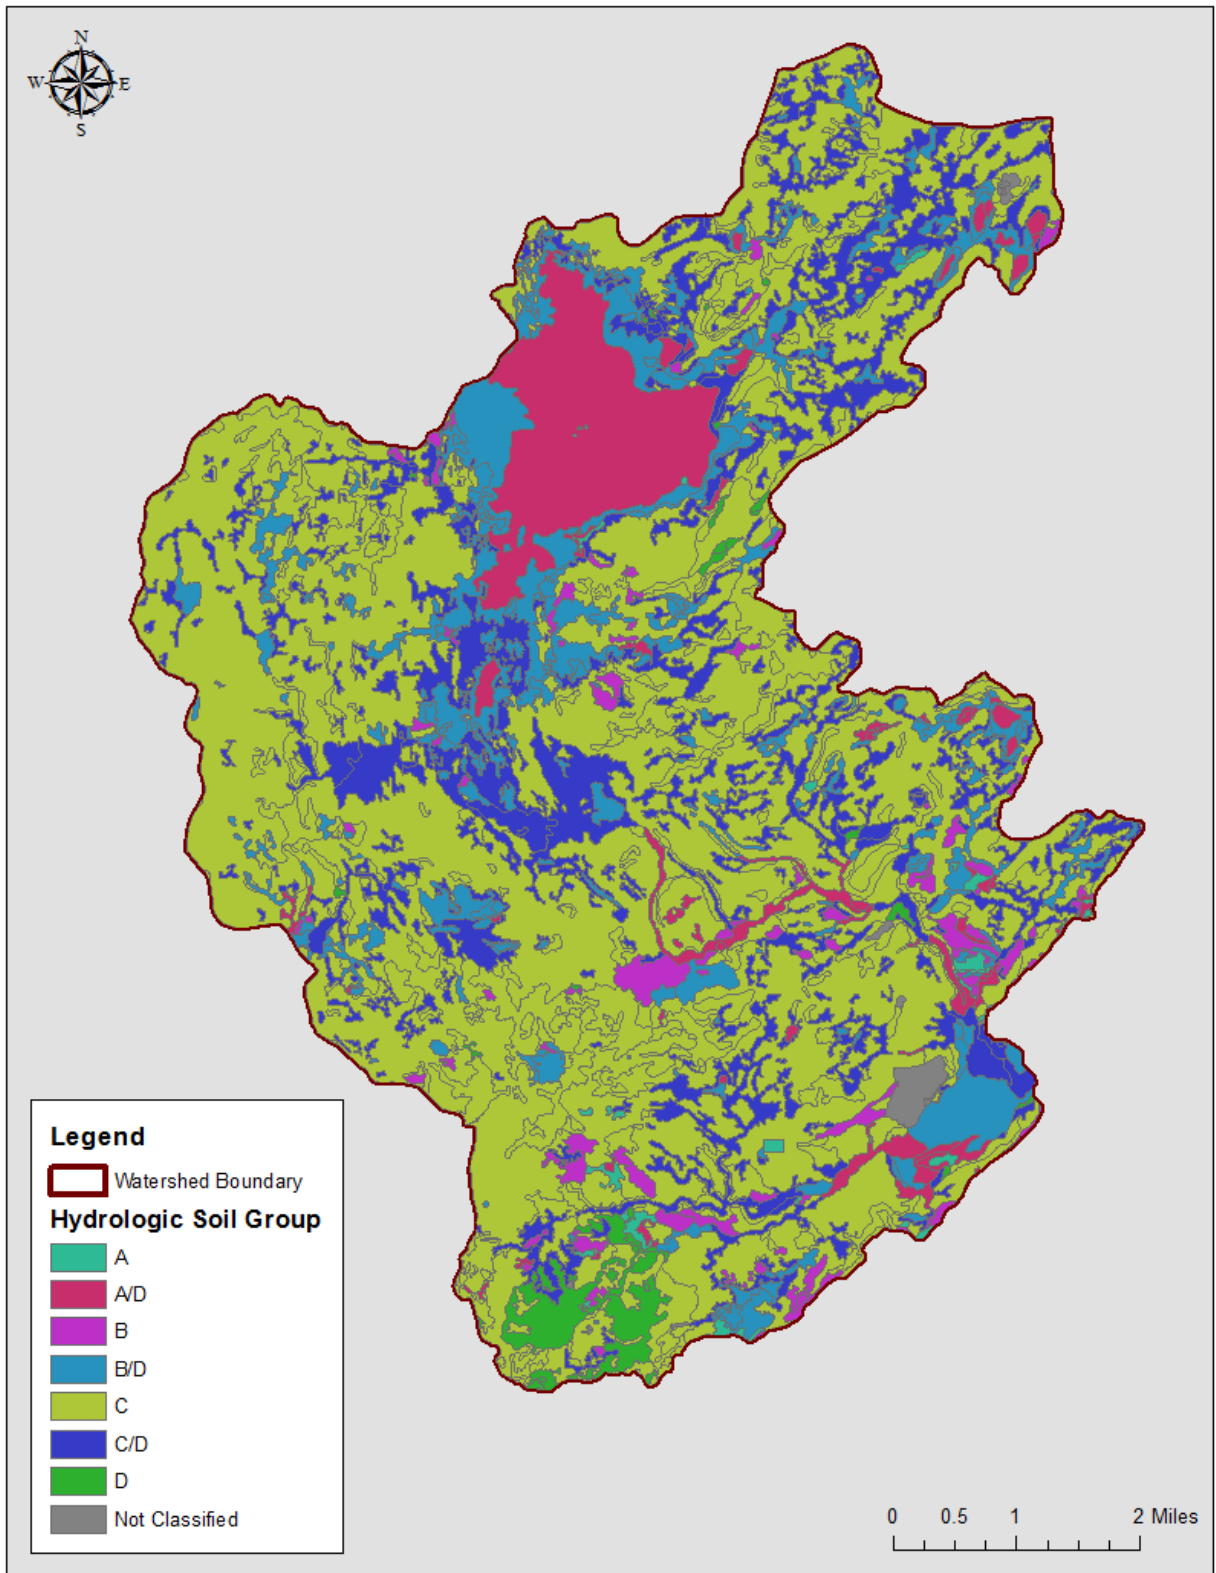 N
W E
S
Legend
Watershed Boundary
Hydrologic Soil Group
A
A/D
B
B/D
C
C/D
D
Not Classified
0 0.5 1 2 Miles